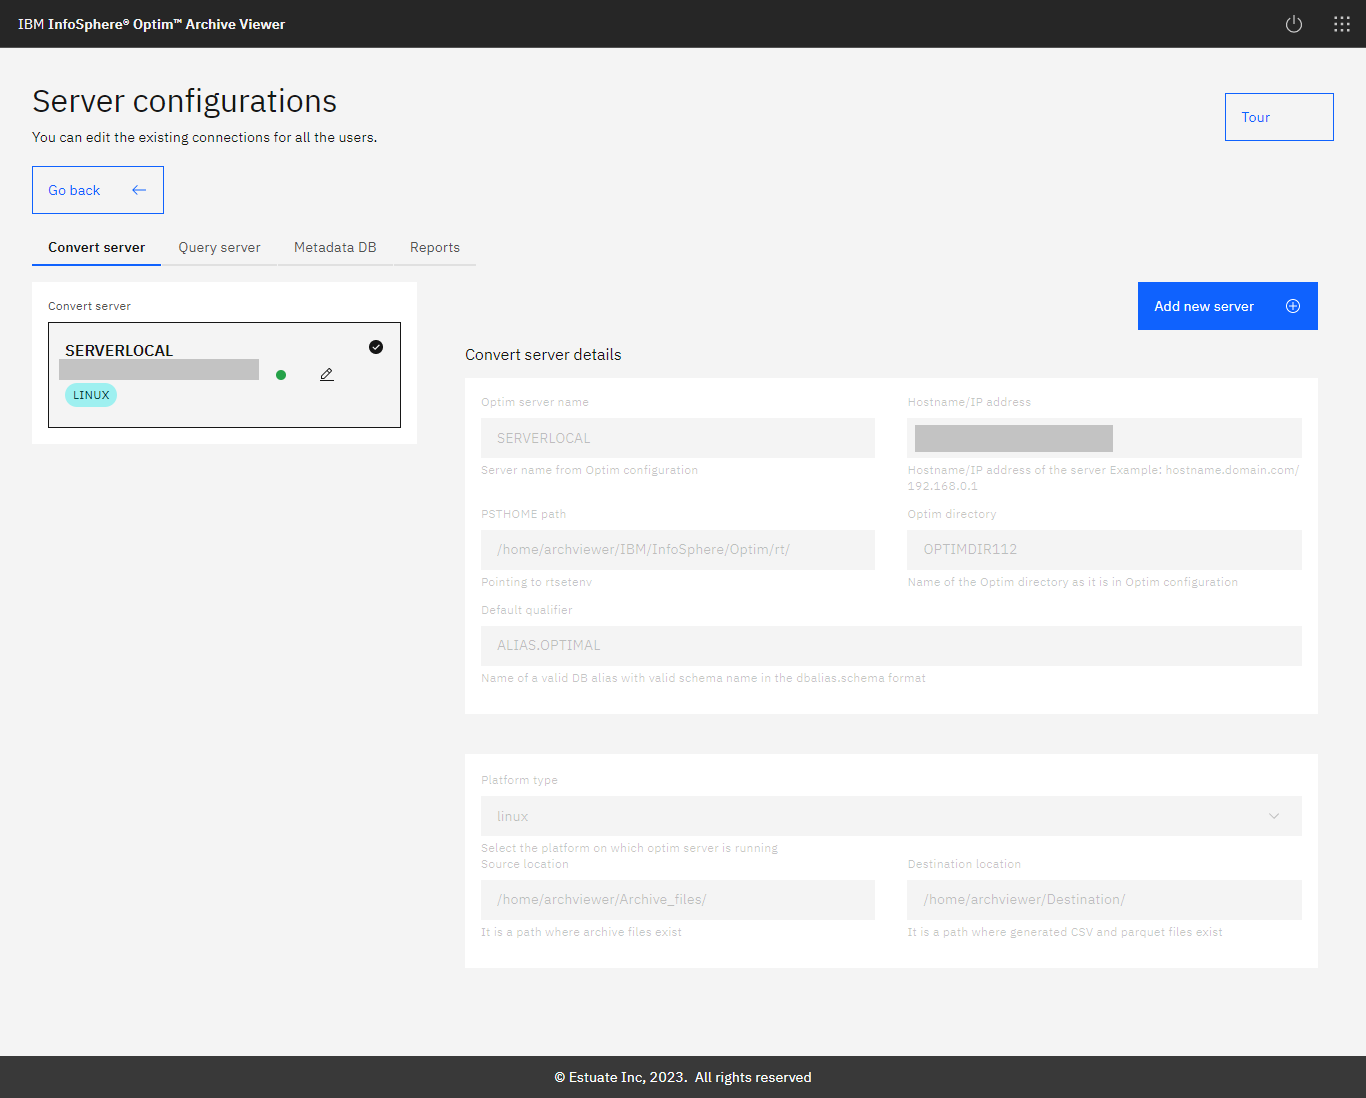 IBM InfoSphere® Optim™ Archive Viewer
Server configurations
You can edit the existing connections for all the users.
Tour
Go back
Convert server
Query server
Metadata DB
Reports
Convert server
SERVERLOCAL
LINUX
Add new server
Convert server details
Optim server name
SERVERLOCAL
Server name from Optim configuration
Hostname/IP address
Hostname/IP address of the server Example: hostname.domain.com/
192.168.0.1
PSTHOME path
/home/archviewer/IBM/InfoSphere/Optim/rt/
Pointing to rtsetenv
Optim directory
OPTIMDIR112
Name of the Optim directory as it is in Optim configuration
Default qualifier
ALIAS.OPTIMAL
Name of a valid DB alias with valid schema name in the dbalias.schema format
Platform type
linux
Select the platform on which optim server is running
Source location
/home/archviewer/Archive_files/
It is a path where archive files exist
Destination location
/home/archviewer/Destination/
It is a path where generated CSV and parquet files exist
© Estuate Inc, 2023. All rights reserved